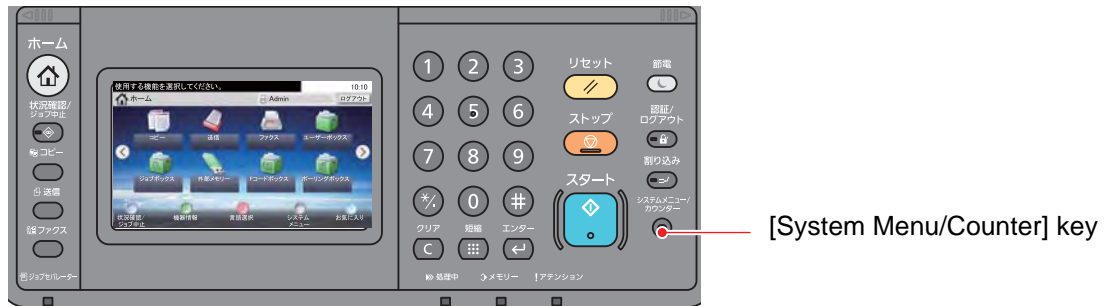 ホーム
状況確認/
ジョブ中止
コピー
送信
ファクス
ジョブセパレーター
使用する機能を選択してください。
10:10
ホーム
Admin
ログアウト
コピー
送信
ファクス
ユーザーボックス
ジョブボックス
外部メモリー
Fコードボックス
ポーリングボックス
状況確認/
ジョブ中止
機器情報
言語選択
システム
メニュー
お気に入り
1
2
3
4
5
6
7
8
9
*/.
0
#
クリア
短縮
エンター
C
処理中
メモリー
アテンション
リセット
ストップ
スタート
節電
認証/
ログアウト
割り込み
システムメニュー/
カウンター
[System Menu/Counter] key